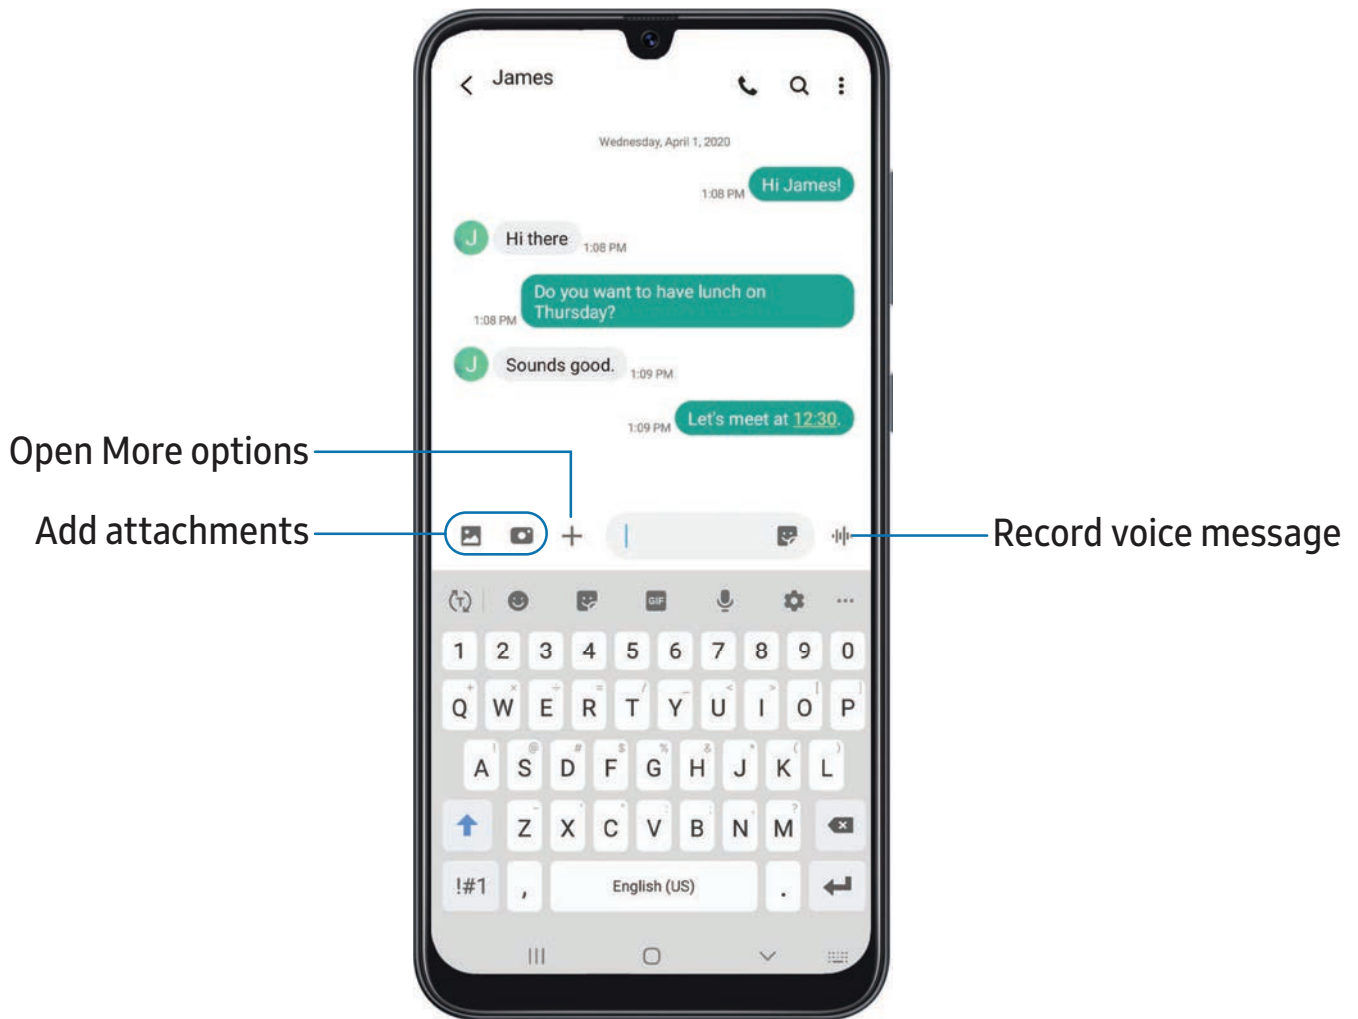 James
Wednesday, April 1, 2020
1:08 PM Hi James!
J Hi there 1:08 PM
Do you want to have lunch on
1:08 PM Thursday?
J Sounds good. 1:09 PM
1:09 PM Let's meet at 12:30.
Open More options
Add attachments
Record voice message
T GIF
1 2 3 4 5 6 7 8 9 0
Q W E R T Y U I O P
A S D F G H J K L
Z X C V B N M
!#1 , English (US) .